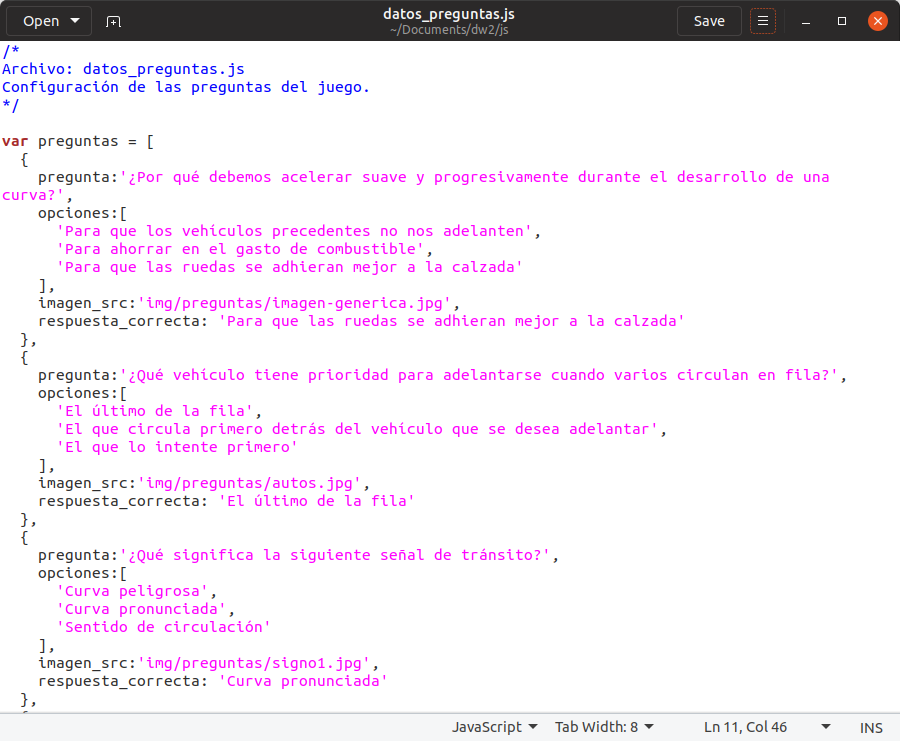 Open
datos_preguntas.js
~/Documents/dw2/js
Save
/*
Archivo: datos_preguntas.js
Configuración de las preguntas del juego.
*/
var preguntas = [
  {
    pregunta:'¿Por qué debemos acelerar suave y progresivamente durante el desarrollo de una
curva?',
    opciones:[
      'Para que los vehículos precedentes no nos adelanten',
      'Para ahorrar en el gasto de combustible',
      'Para que las ruedas se adhieran mejor a la calzada'
    ],
    imagen_src:'img/preguntas/imagen-generica.jpg',
    respuesta_correcta: 'Para que las ruedas se adhieran mejor a la calzada'
  },
  {
    pregunta:'¿Qué vehículo tiene prioridad para adelantarse cuando varios circulan en fila?',
    opciones:[
      'El último de la fila',
      'El que circula primero detrás del vehículo que se desea adelantar',
      'El que lo intente primero'
    ],
    imagen_src:'img/preguntas/autos.jpg',
    respuesta_correcta: 'El último de la fila'
  },
  {
    pregunta:'¿Qué significa la siguiente señal de tránsito?',
    opciones:[
      'Curva peligrosa',
      'Curva pronunciada',
      'Sentido de circulación'
    ],
    imagen_src:'img/preguntas/signo1.jpg',
    respuesta_correcta: 'Curva pronunciada'
  },
JavaScript
Tab Width: 8
Ln 11, Col 46
INS